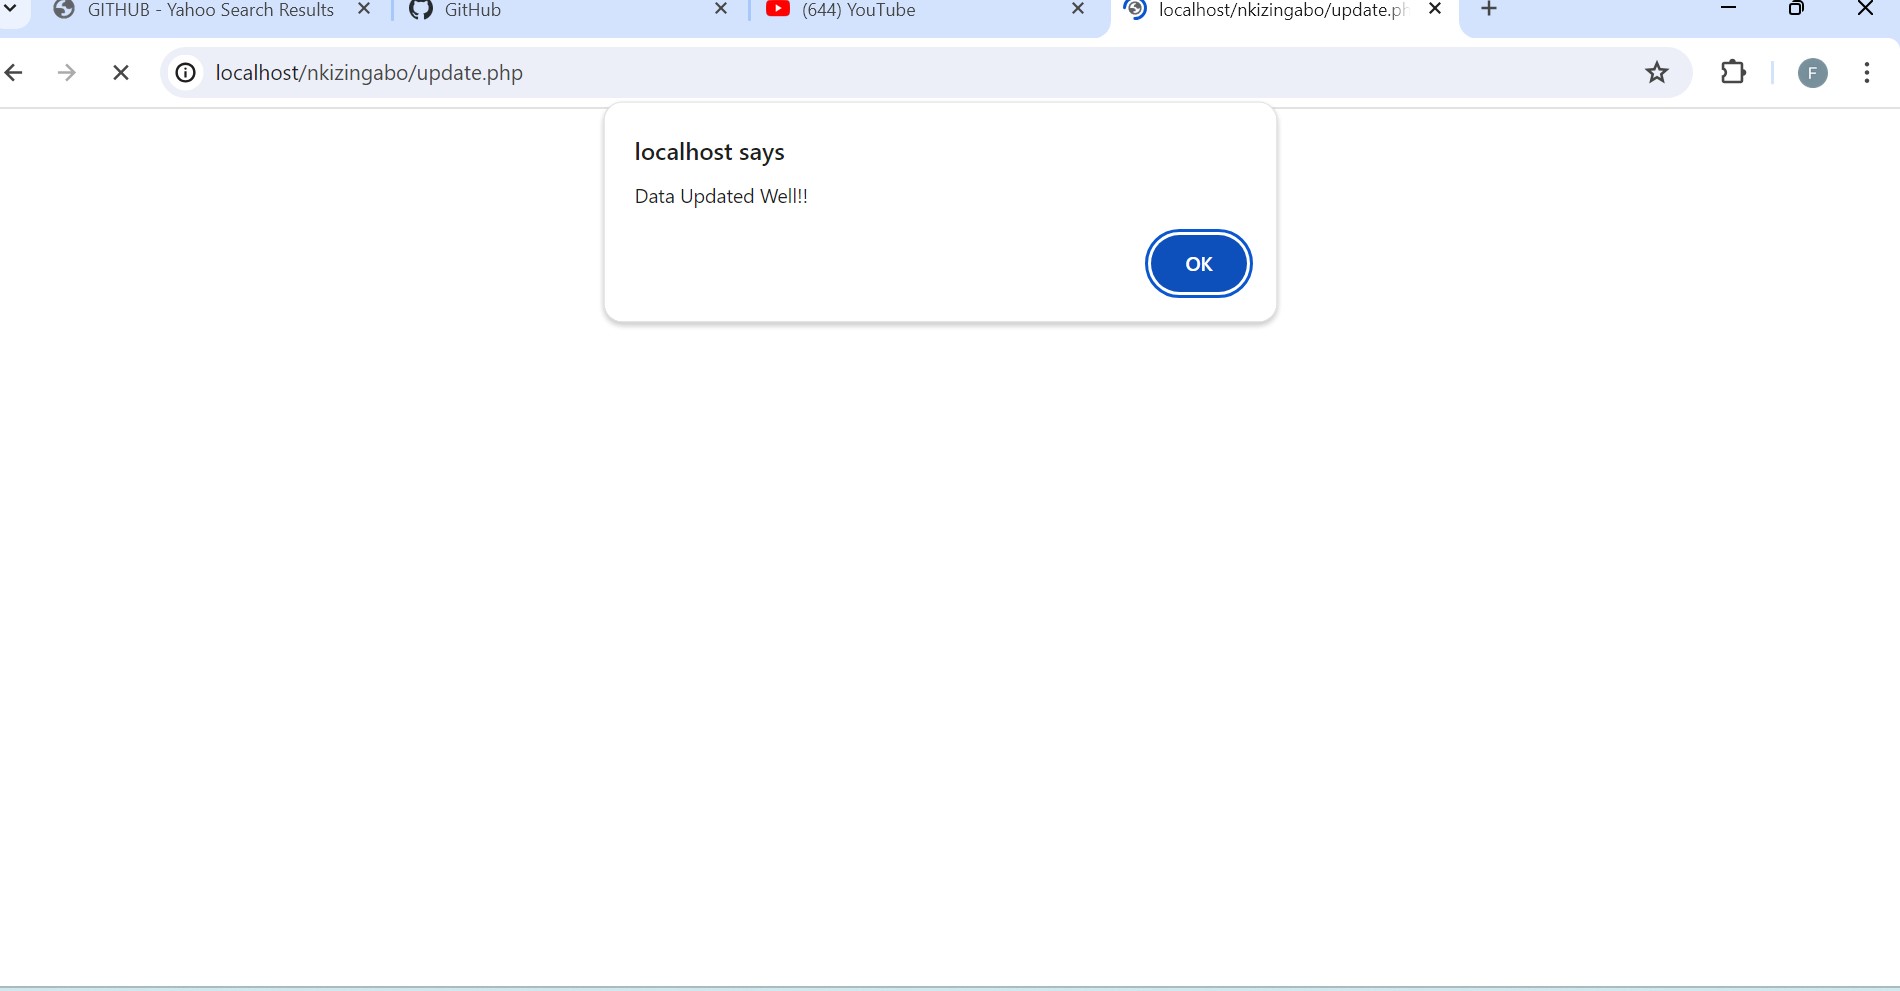 GITHUB - Yahoo Search Results
GitHub
(644) YouTube
localhost/nkizingabo/update.ph
localhost/nkizingabo/update.php
F
localhost says
Data Updated Well!!
OK